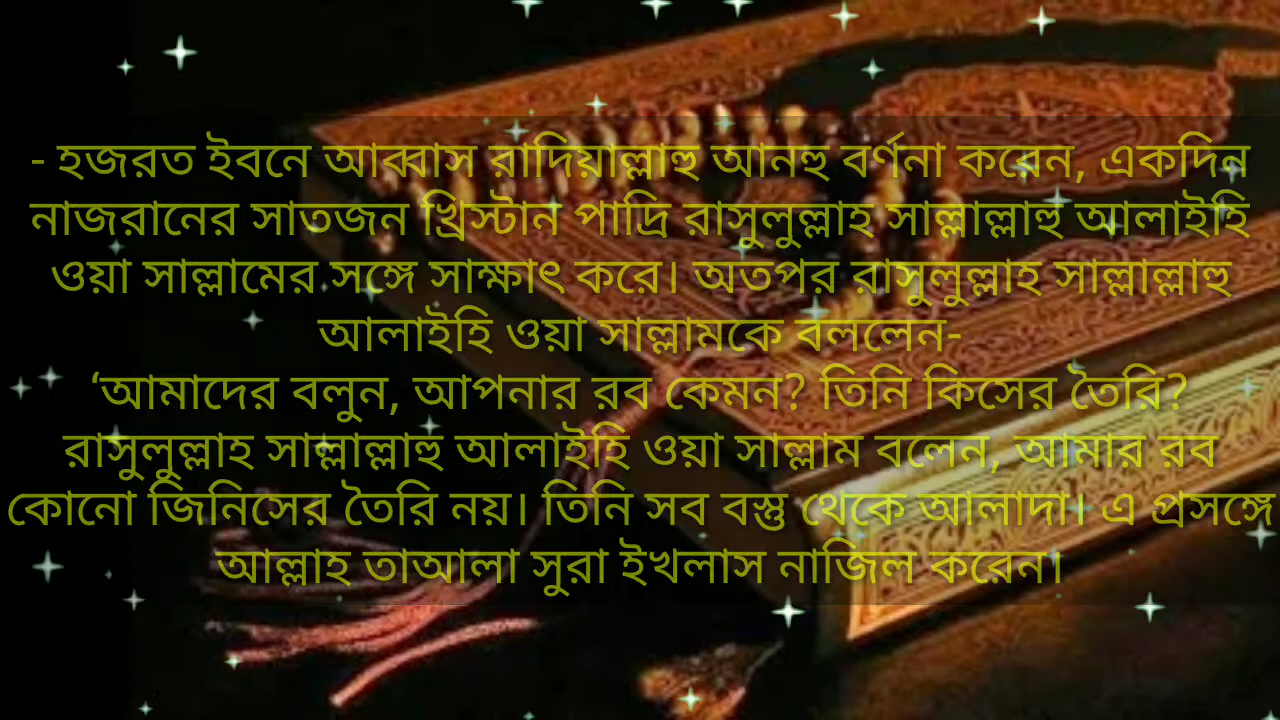 - হজরত ইবনে আব্বাস রাদিয়াল্লাহু আনহু বর্ণনা করেন, একদিন
নাজরানের সাতজন খ্রিস্টান পাদ্রি রাসুলুল্লাহ সাল্লাল্লাহু আলাইহি
ওয়া সাল্লামের সঙ্গে সাক্ষাৎ করে। অতপর রাসুলুল্লাহ সাল্লাল্লাহু
আলাইহি ওয়া সাল্লামকে বললেন-
‘আমাদের বলুন, আপনার রব কেমন? তিনি কিসের তৈরি?
রাসুলুল্লাহ সাল্লাল্লাহু আলাইহি ওয়া সাল্লাম বলেন, আমার রব
কোনো জিনিসের তৈরি নয়। তিনি সব বস্তু থেকে আলাদা। এ প্রসঙ্গে
আল্লাহ তাআলা সুরা ইখলাস নাজিল করেন।